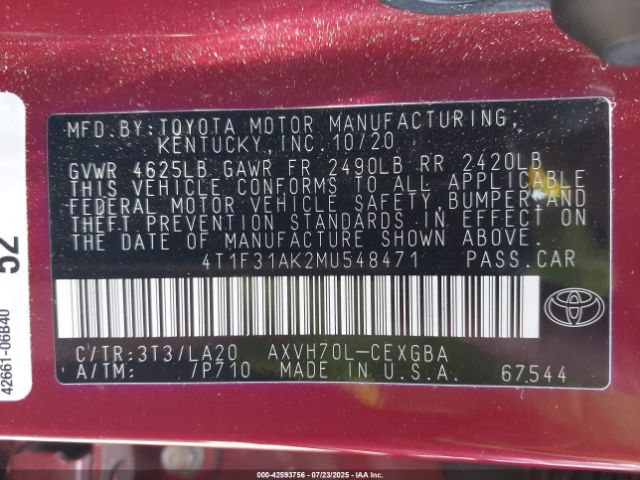 MFD.BY:TOYOTA MOTOR MANUFACTURING,
KENTUCKY,INC.10/20
GVWR 4625LB GAWR FR 2490LB RR 2420LB
THIS VEHICLE CONFORMS TO ALL APPLICABLE
FEDERAL MOTOR VEHICLE SAFETY,BUMPER,AND
THEFT PREVENTION STANDARDS IN EFFECT ON
THE DATE OF MANUFACTURE SHOWN ABOVE.
4T1F31AK2MU548471 PASS.CAR
C/TR:3T3/LA20 AXVH70L-CEXGBA
A/TM: /P710 MADE IN U.S.A. 67544
52
42661-06B40
000-42593756 - 07/23/2025 - IAAI.COM